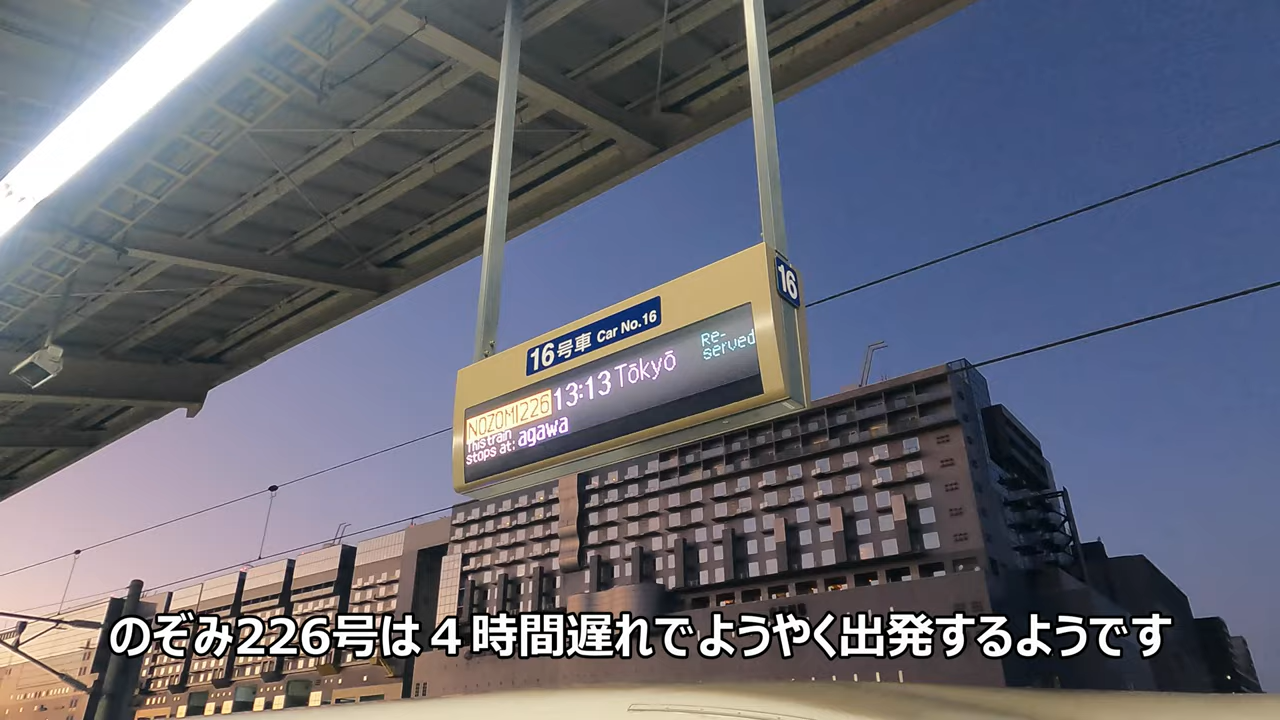 16
16号車 Car No.16
NOZOMI226 13:13 Tōkyō Re-
served
This train
stops at: agawa
のぞみ226号は４時間遅れでようやく出発するようです